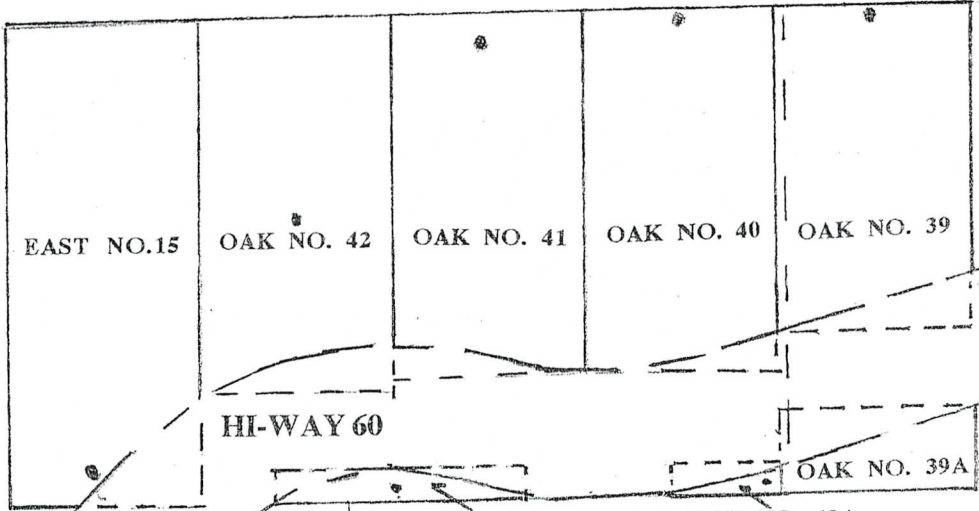 EAST NO.15
OAK NO. 42
OAK NO. 41
OAK NO. 40
OAK NO. 39
HI-WAY 60
OAK NO. 39A